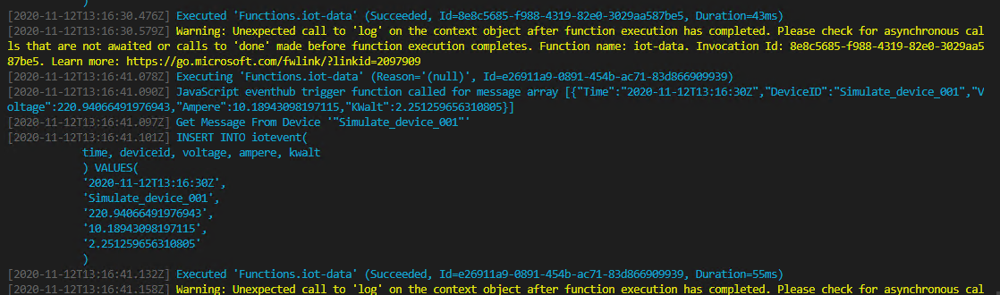 )
[2020-11-12T13:16:30.476Z] Executed 'Functions.iot-data' (Succeeded, Id=8e8c5685-f988-4319-82e0-3029aa587be5, Duration=43ms)
[2020-11-12T13:16:30.579Z] Warning: Unexpected call to 'log' on the context object after function execution has completed. Please check for asynchronous cal
ls that are not awaited or calls to 'done' made before function execution completes. Function name: iot-data. Invocation Id: 8e8c5685-f988-4319-82e0-3029aa5
87be5. Learn more: https://go.microsoft.com/fwlink/?linkid=2097909
[2020-11-12T13:16:41.078Z] Executing 'Functions.iot-data' (Reason='(null)', Id=e26911a9-0891-454b-ac71-83d866909939)
[2020-11-12T13:16:41.090Z] JavaScript eventhub trigger function called for message array [{"Time":"2020-11-12T13:16:30Z","DeviceID":"Simulate_device_001","V
oltage":220.94066491976943,"Ampere":10.18943098197115,"KWalt":2.251259656310805}]
[2020-11-12T13:16:41.097Z] Get Message From Device '"Simulate_device_001"'
[2020-11-12T13:16:41.101Z] INSERT INTO iotevent(
time, deviceid, voltage, ampere, kwalt
) VALUES(
'2020-11-12T13:16:30Z',
'Simulate_device_001',
'220.94066491976943',
'10.18943098197115',
'2.251259656310805'
)
[2020-11-12T13:16:41.132Z] Executed 'Functions.iot-data' (Succeeded, Id=e26911a9-0891-454b-ac71-83d866909939, Duration=55ms)
[2020-11-12T13:16:41.158Z] Warning: Unexpected call to 'log' on the context object after function execution has completed. Please check for asynchronous cal